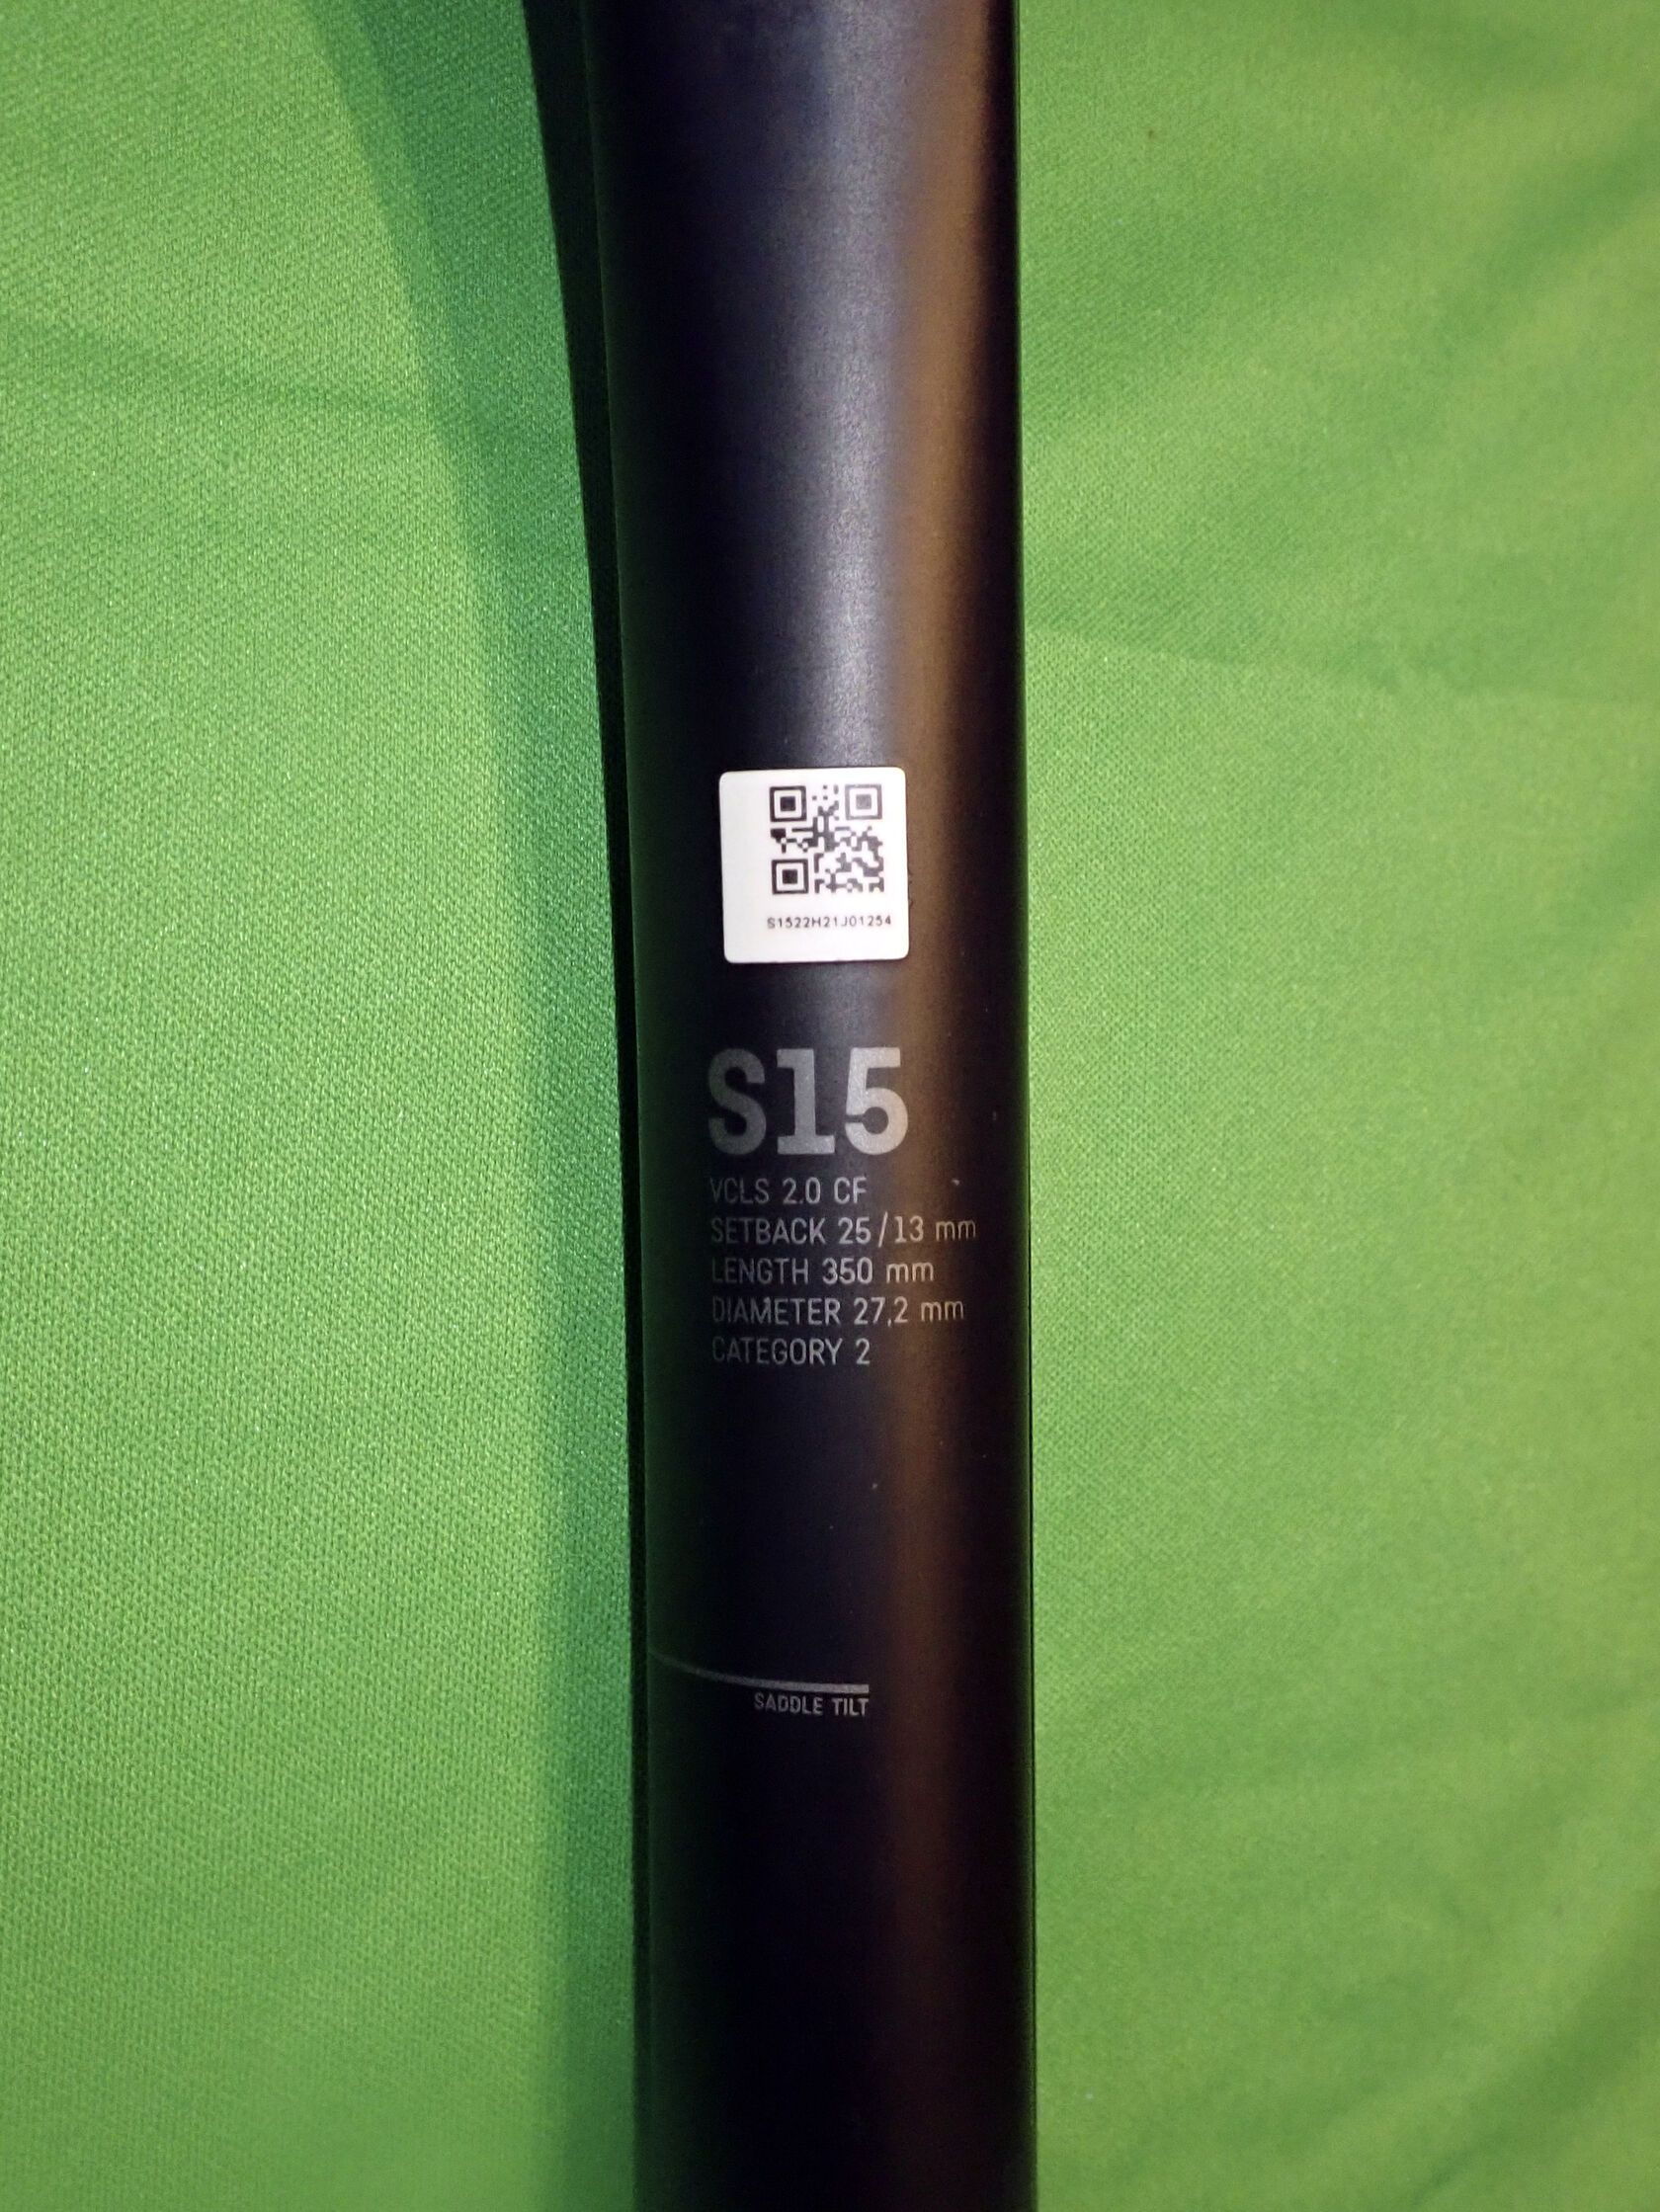 S1522H21J01254
S15
VCLS 2.0 CF
SETBACK 25/13 mm
LENGTH 350 mm
DIAMETER 27,2 mm
CATEGORY 2
SADDLE TILT